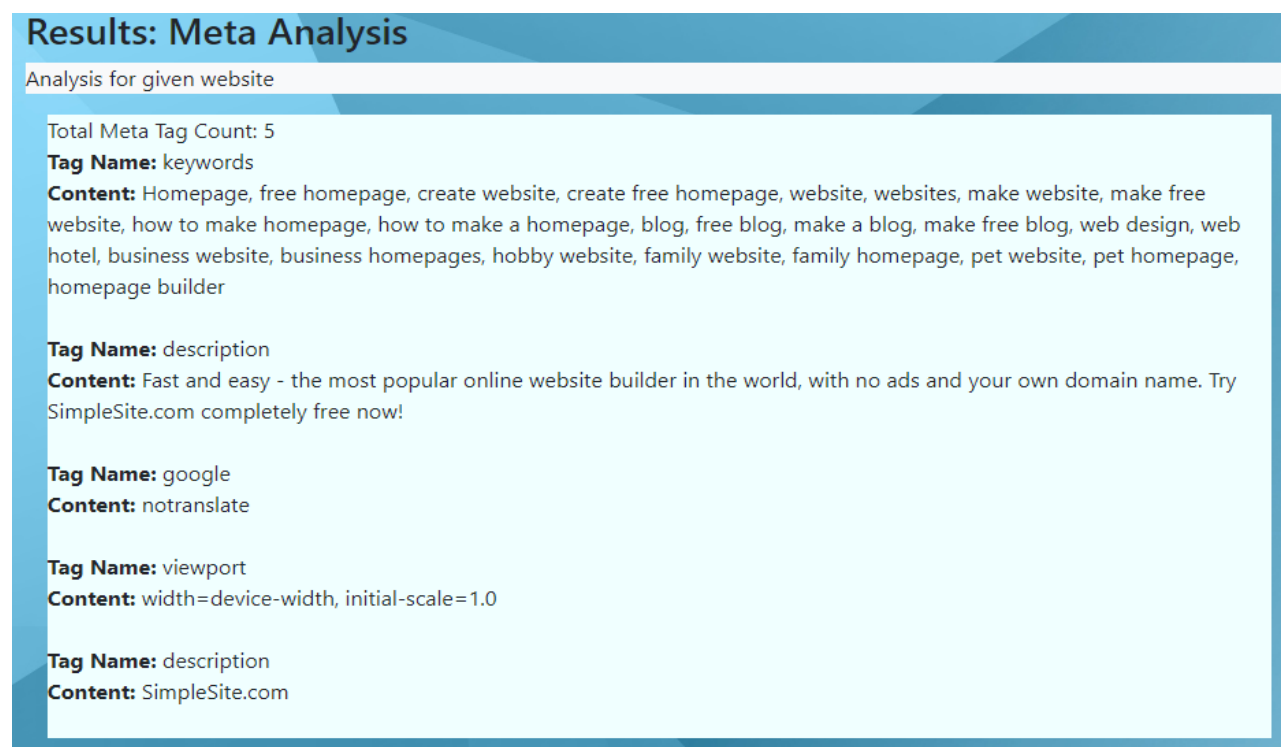 Results: Meta Analysis
Analysis for given website
Total Meta Tag Count: 5
Tag Name: keywords
Content: Homepage, free homepage, create website, create free homepage, website, websites, make website, make free
website, how to make homepage, how to make a homepage, blog, free blog, make a blog, make free blog, web design, web
hotel, business website, business homepages, hobby website, family website, family homepage, pet website, pet homepage,
homepage builder
Tag Name: description
Content: Fast and easy - the most popular online website builder in the world, with no ads and your own domain name. Try
SimpleSite.com completely free now!
Tag Name: google
Content: notranslate
Tag Name: viewport
Content: width=device-width, initial-scale=1.0
Tag Name: description
Content: SimpleSite.com